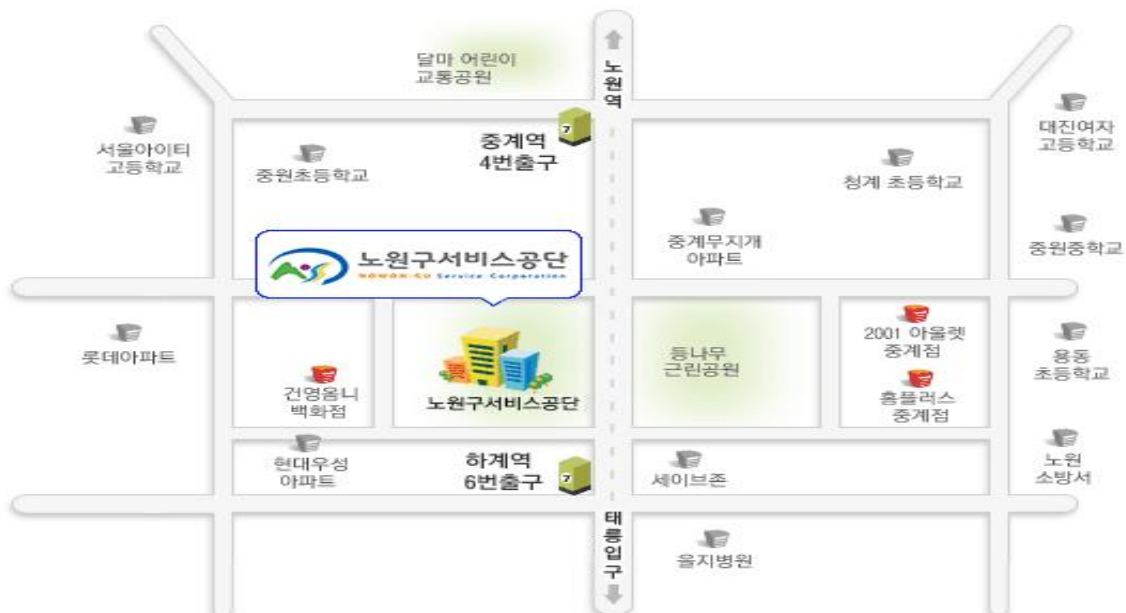 달마 어린이
교통공원
노원역
서울아이티
고등학교
중원초등학교
중계역
4번출구
7
청계 초등학교
대진여자
고등학교
중계무지개
아파트
중원중학교
노원구서비스공단
NOWON-GU Service Corporation
롯데아파트
건영옴니
백화점
노원구서비스공단
등나무
근린공원
2001 아울렛
중계점
홈플러스
중계점
용동
초등학교
현대우성
아파트
하계역
6번출구
7
세이브존
노원
소방서
태릉입구
을지병원